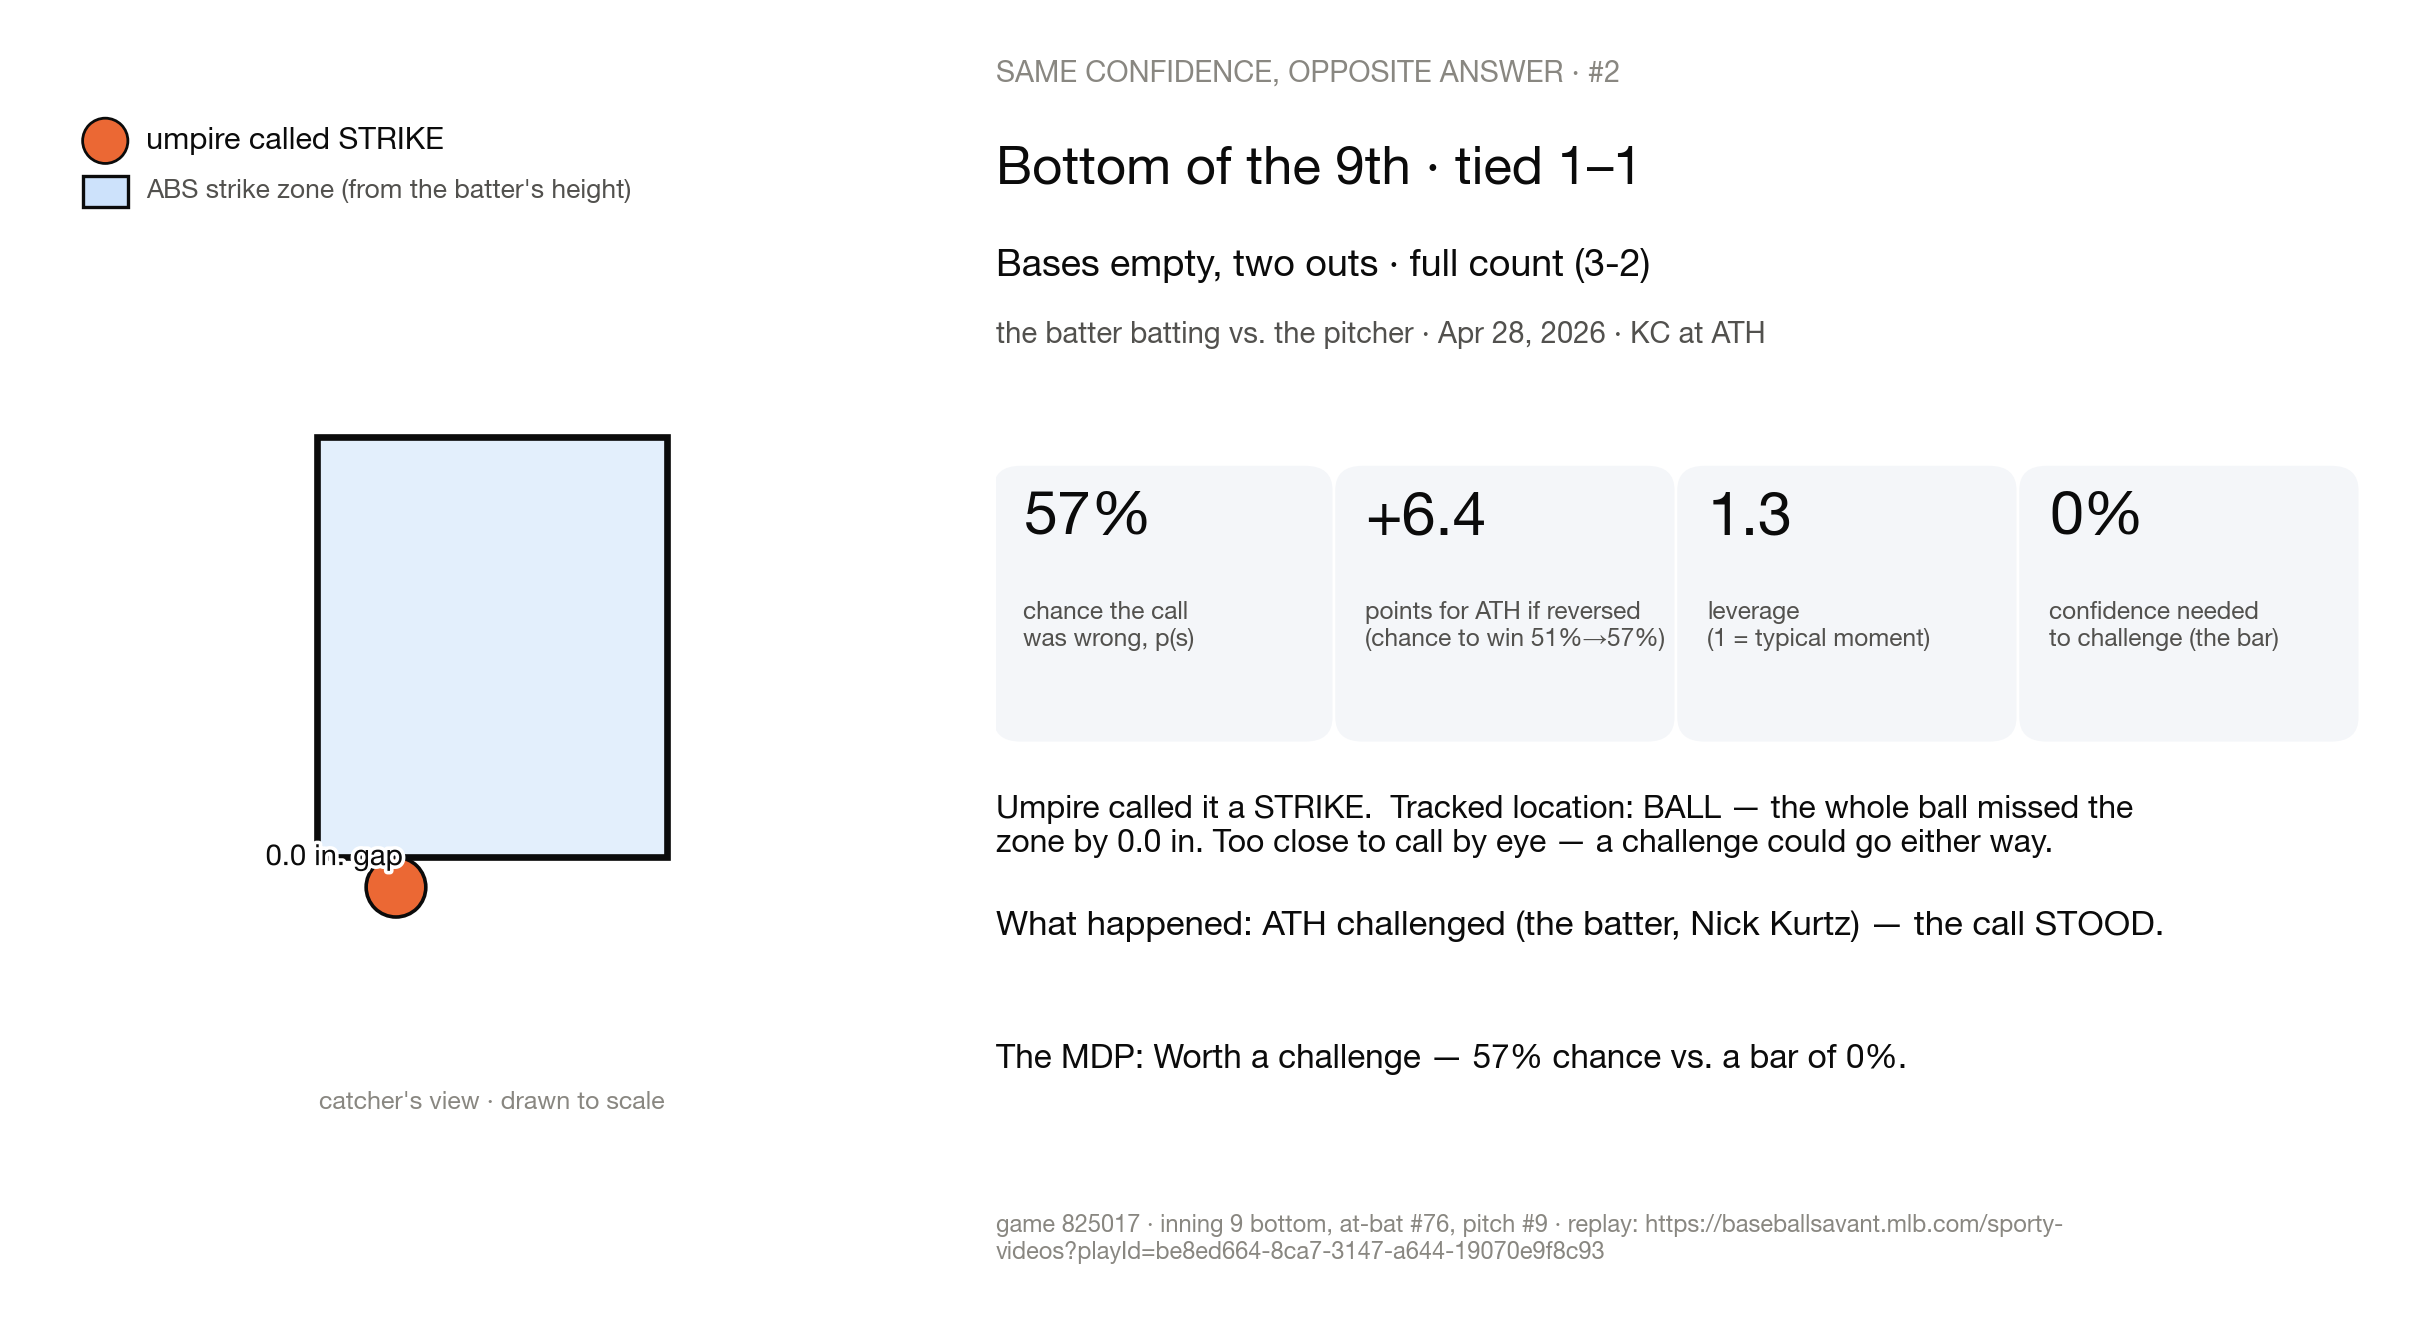 SAME CONFIDENCE, OPPOSITE ANSWER · #2
umpire called STRIKE
ABS strike zone (from the batter's height)
Bottom of the 9th · tied 1–1
Bases empty, two outs · full count (3-2)
the batter batting vs. the pitcher · Apr 28, 2026 · KC at ATH
57%
chance the call
was wrong, p(s)
+6.4
points for ATH if reversed
(chance to win 51%→57%)
1.3
leverage
(1 = typical moment)
0%
confidence needed
to challenge (the bar)
0.0 in. gap
Umpire called it a STRIKE.  Tracked location: BALL — the whole ball missed the
zone by 0.0 in. Too close to call by eye — a challenge could go either way.
What happened: ATH challenged (the batter, Nick Kurtz) — the call STOOD.
The MDP: Worth a challenge — 57% chance vs. a bar of 0%.
catcher's view · drawn to scale
game 825017 · inning 9 bottom, at-bat #76, pitch #9 · replay: https://baseballsavant.mlb.com/sporty-
videos?playId=be8ed664-8ca7-3147-a644-19070e9f8c93